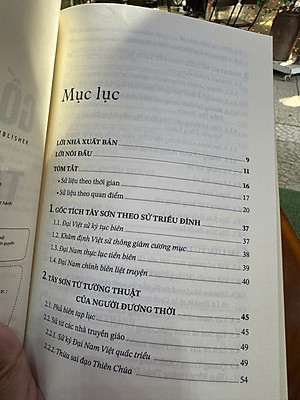 Mục lục
LỜI NHÀ XUẤT BẢN 9
LỜI NÓI ĐẦU 11
TÓM TẮT 16
• Sử liệu theo thời gian 17
• Sử liệu theo quan điểm 20
1. GỐC TÍCH TÂY SƠN THEO SỬ TRIỀU ĐÌNH 37
1.1. Đại Việt sử ký tục biên 37
1.2. Khâm định Việt sử thông giám cương mục 38
1.3. Đại Nam thực lục tiền biên 39
1.4. Đại Nam chính biên liệt truyện 40
2. TÂY SƠN TỪ TƯỜNG THUẬT
CỦA NGƯỜI ĐƯƠNG THỜI 45
2.1. Phủ biên tạp lục 45
2.2. Sử từ các nhà truyền giáo 49
2.2.1. Sử ký Đại Nam Việt quốc triều 49
2.2.2. Thừa sai đạo Thiên Chúa 54